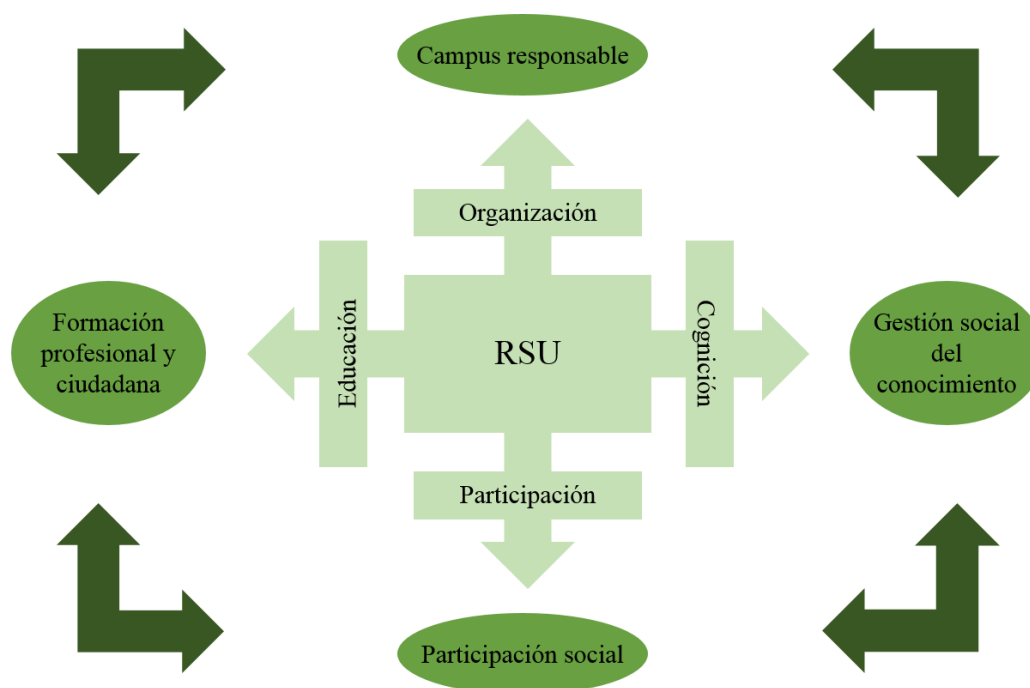 Campus responsable
Organización
Formación
profesional y
ciudadana
Educación
RSU
Cognición
Gestión social
del
conocimiento
Participación
Participación social